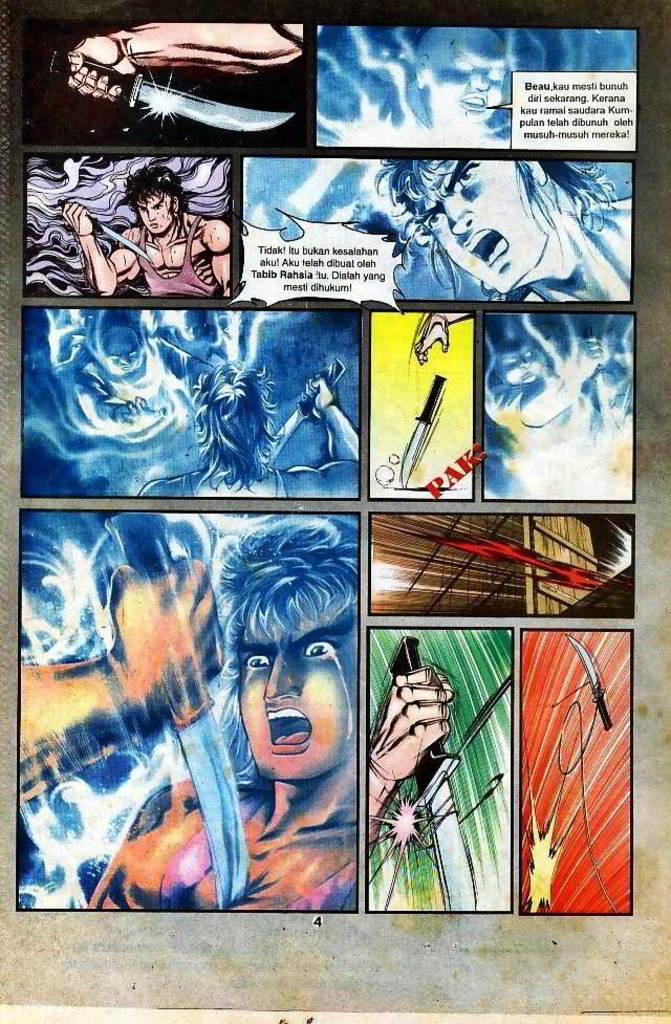 Beau,kau mesti bunuh
diri sekarang. Kerana
kau ramai saudara Kum-
pulan telah dibunuh oleh
musuh-musuh mereka!
Tidak! Itu bukan kesalahan
aku! Aku telah dibuat oleh
Tabib Rahsia itu. Dialah yang
mesti dihukum!
PAK!
4